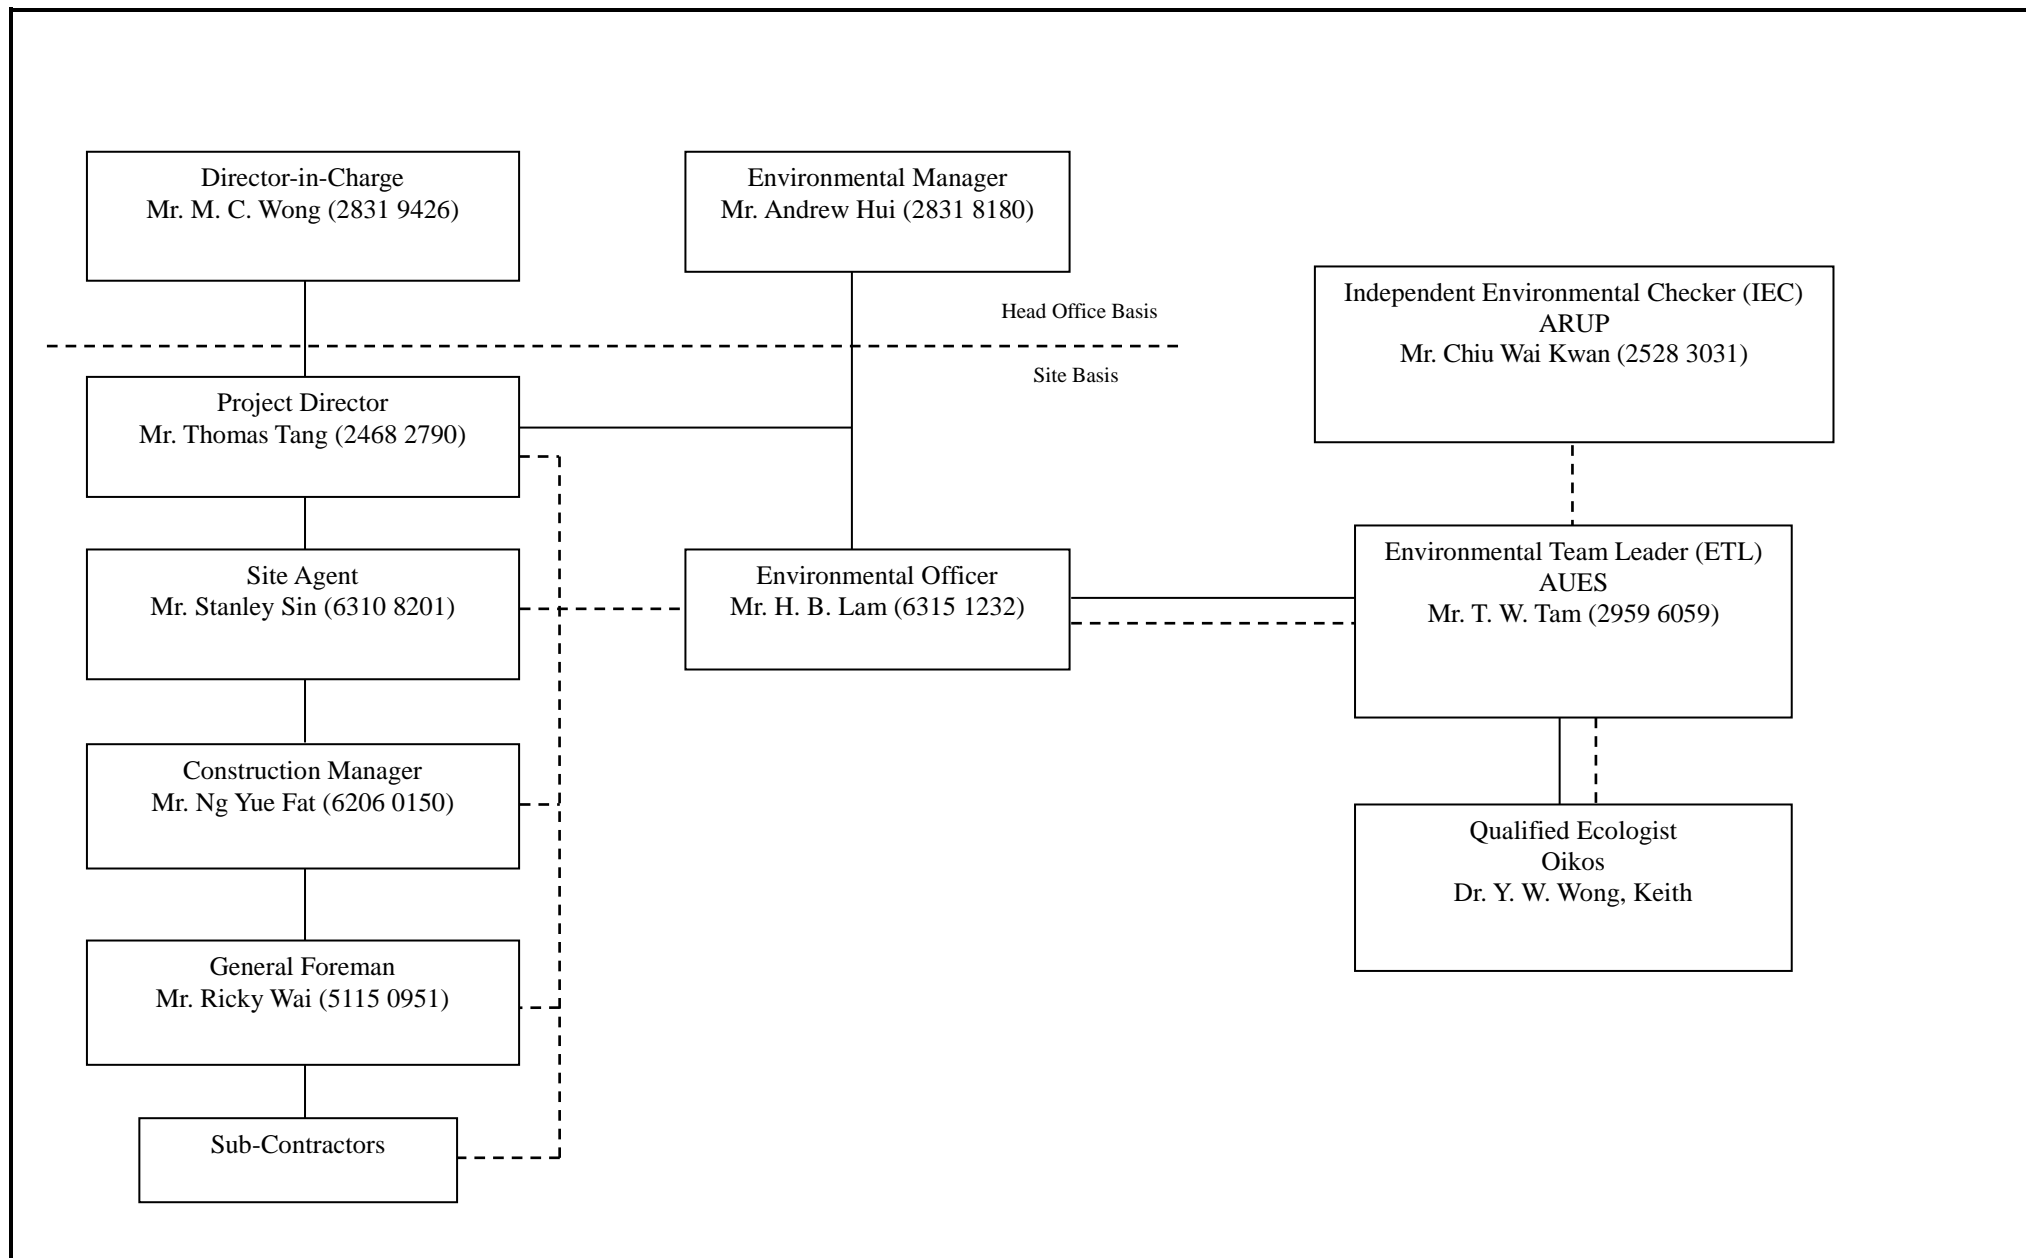 Director-in-Charge
Mr. M. C. Wong (2831 9426)
Environmental Manager
Mr. Andrew Hui (2831 8180)
Head Office Basis
Site Basis
Independent Environmental Checker (IEC)
ARUP
Mr. Chiu Wai Kwan (2528 3031)
Project Director
Mr. Thomas Tang (2468 2790)
Site Agent
Mr. Stanley Sin (6310 8201)
Environmental Officer
Mr. H. B. Lam (6315 1232)
Environmental Team Leader (ETL)
AUES
Mr. T. W. Tam (2959 6059)
Construction Manager
Mr. Ng Yue Fat (6206 0150)
Qualified Ecologist
Oikos
Dr. Y. W. Wong, Keith
General Foreman
Mr. Ricky Wai (5115 0951)
Sub-Contractors